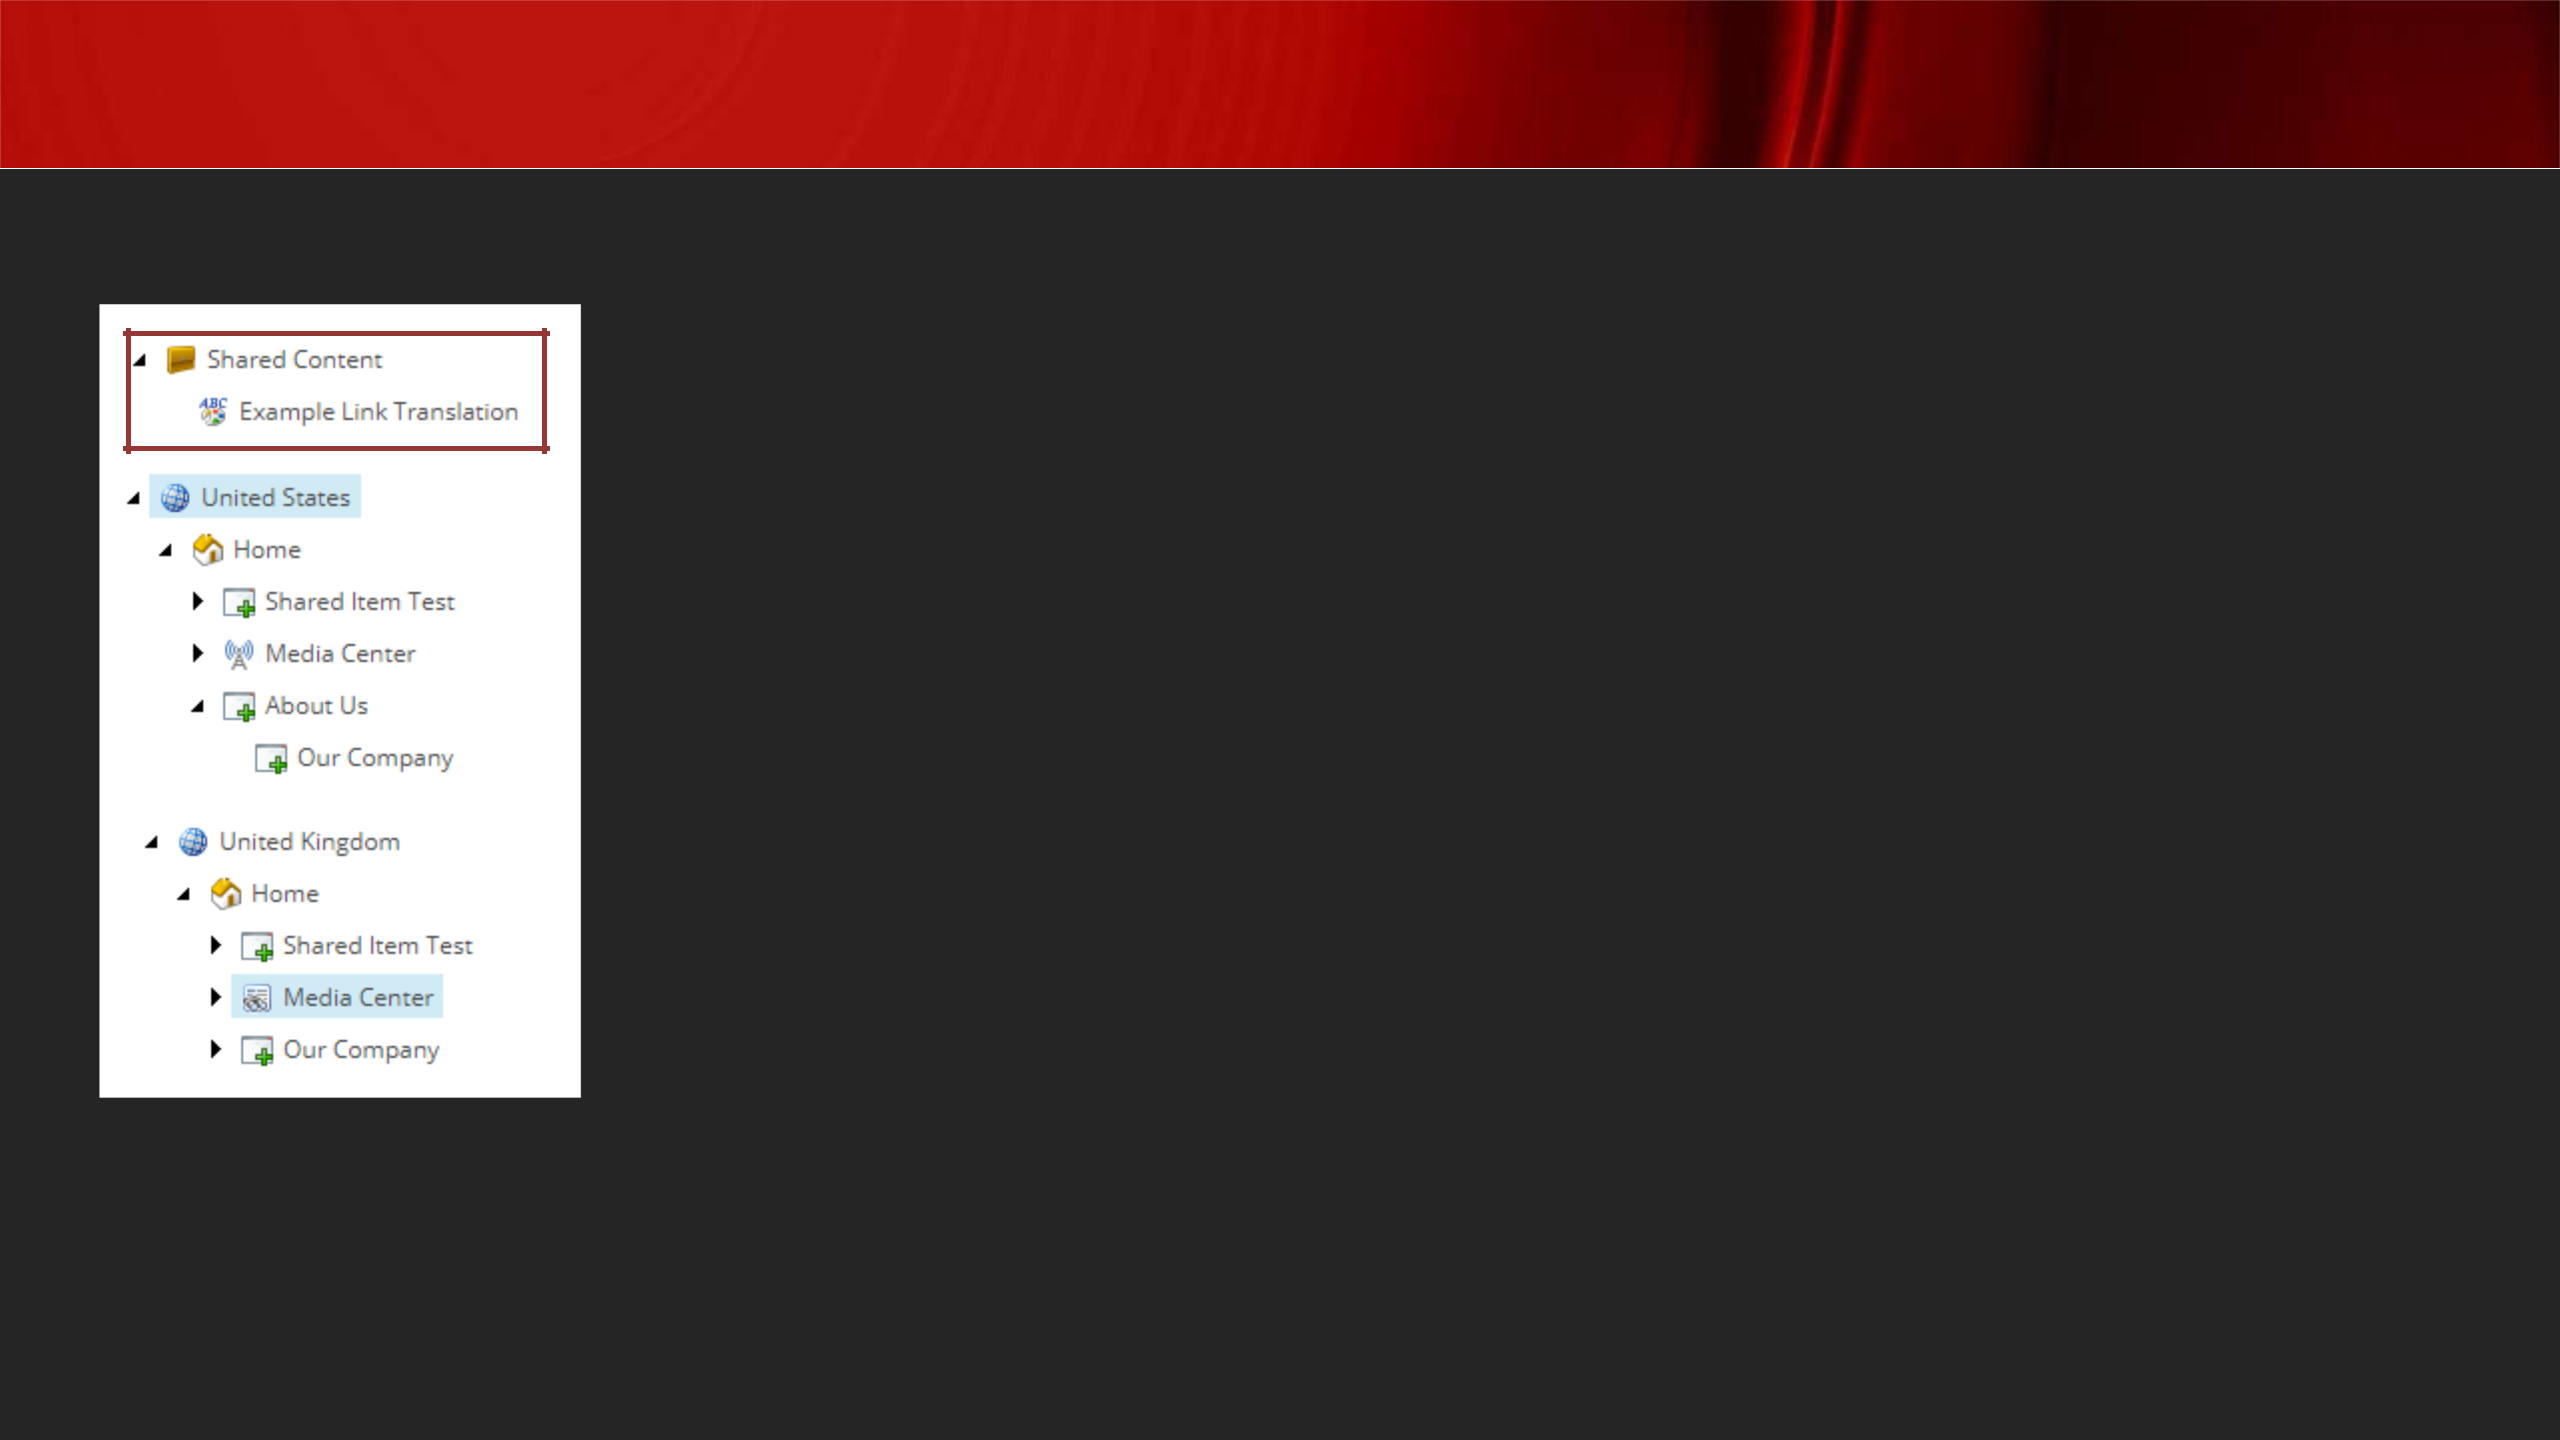 Shared Content
ABC
Example Link Translation
United States
Home
Shared Item Test
Media Center
About Us
Our Company
United Kingdom
Home
Shared Item Test
Media Center
Our Company